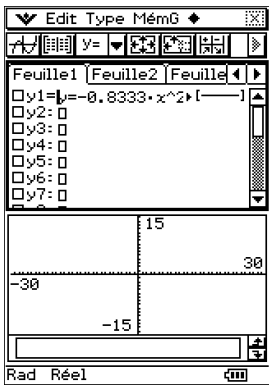 Edit Type MémG ◆
y=
Feuille1 Feuille2 Feuille
y1=y=-0.8333·x^2
y2:
y3:
y4:
y5:
y6:
y7:
15
30
-30
-15
Rad Réel